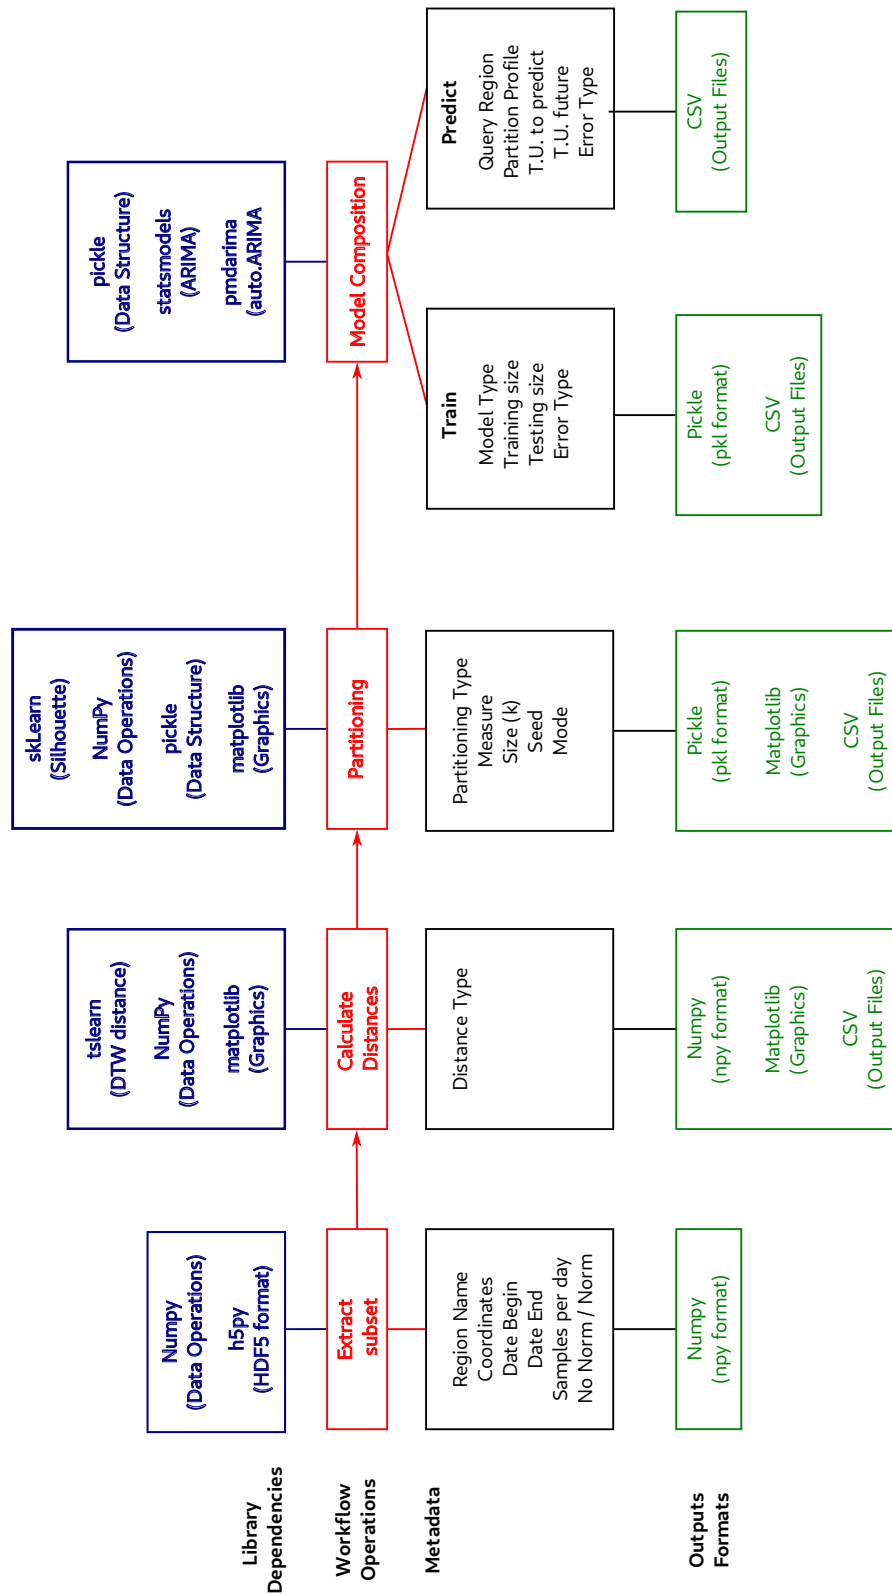 Library
Dependencies
Numpy
(Data Operations)
h5py
(HDF5 format)
tslearn
(DTW distance)
NumPy
(Data Operations)
matplotlib
(Graphics)
skLearn
(Silhouette)
NumPy
(Data Operations)
pickle
(Data Structure)
matplotlib
(Graphics)
pickle
(Data Structure)
statsmodels
(ARIMA)
pmdarima
(auto.ARIMA
Workflow
Operations
Extract
subset
Calculate
Distances
Partitioning
Model Composition
Metadata
Region Name
Coordinates
Date Begin
Date End
Samples per day
No Norm / Norm
Distance Type
Partitioning Type
Measure
Size (k)
Seed
Mode
Train
Model Type
Training size
Testing size
Error Type
Predict
Query Region
Partition Profile
T.U. to predict
T.U. future
Error Type
Outputs
Formats
Numpy
(npy format)
Numpy
(npy format)
Matplotlib
(Graphics)
CSV
(Output Files)
Pickle
(pkl format)
Matplotlib
(Graphics)
CSV
(Output Files)
Pickle
(pkl format)
CSV
(Output Files)
CSV
(Output Files)